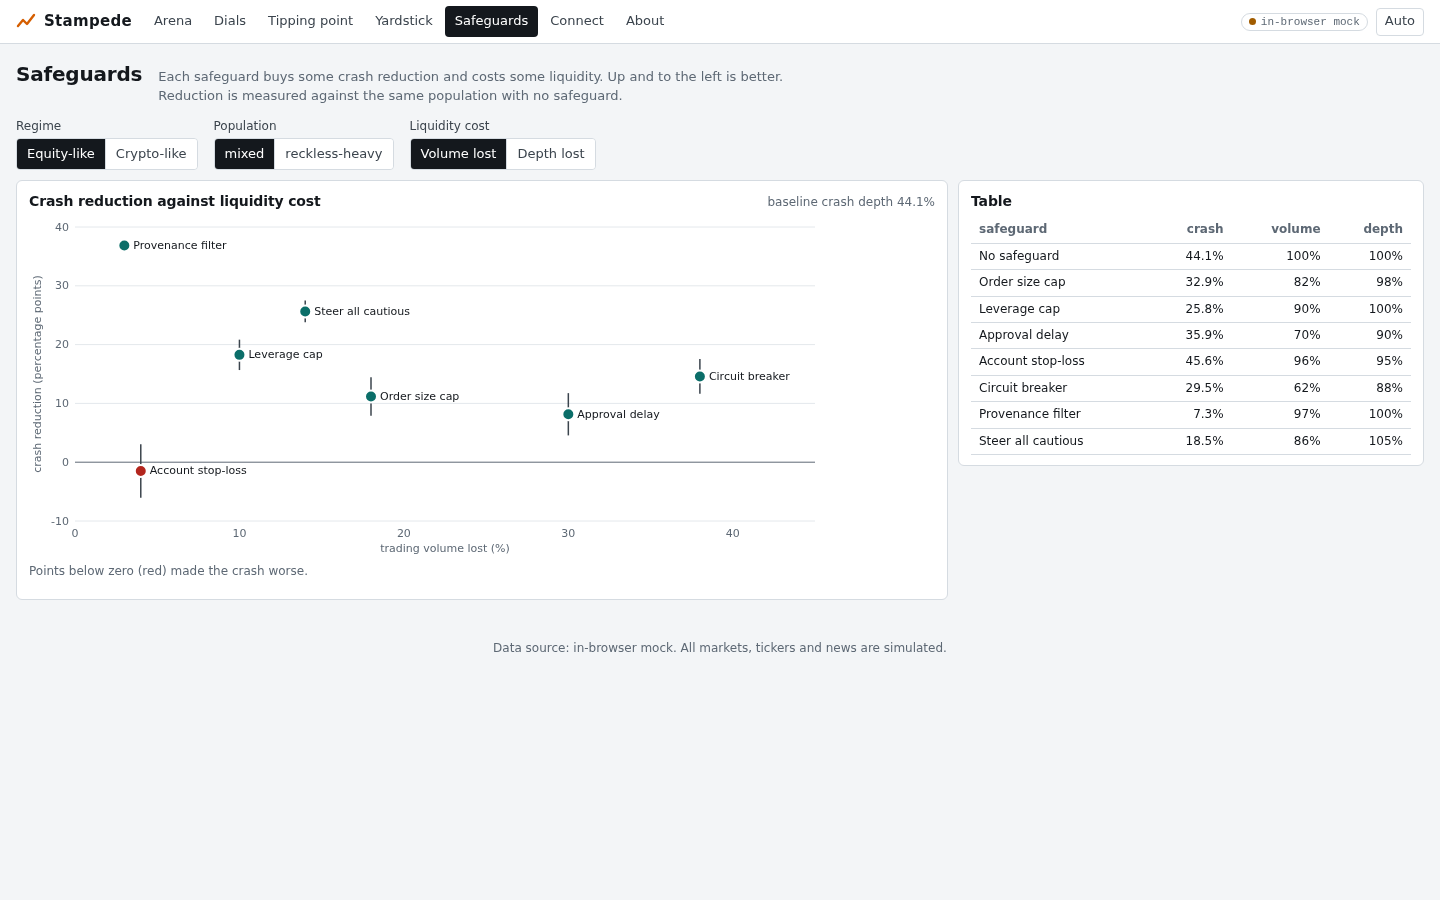 Stampede Arena Dials Tipping point Yardstick Safeguards Connect About in-browser mock Auto
Safeguards
Each safeguard buys some crash reduction and costs some liquidity. Up and to the left is better.
Reduction is measured against the same population with no safeguard.
Regime Population Liquidity cost
Equity-like Crypto-like mixed reckless-heavy Volume lost Depth lost
Crash reduction against liquidity cost baseline crash depth 44.1%
40
Provenance filter
30
Steer all cautious
20
Leverage cap
Circuit breaker
Order size cap
10
Approval delay
0
Account stop-loss
-10
crash reduction (percentage points)
0 10 20 30 40
trading volume lost (%)
Points below zero (red) made the crash worse.
Table
safeguard crash volume depth
No safeguard 44.1% 100% 100%
Order size cap 32.9% 82% 98%
Leverage cap 25.8% 90% 100%
Approval delay 35.9% 70% 90%
Account stop-loss 45.6% 96% 95%
Circuit breaker 29.5% 62% 88%
Provenance filter 7.3% 97% 100%
Steer all cautious 18.5% 86% 105%
Data source: in-browser mock. All markets, tickers and news are simulated.